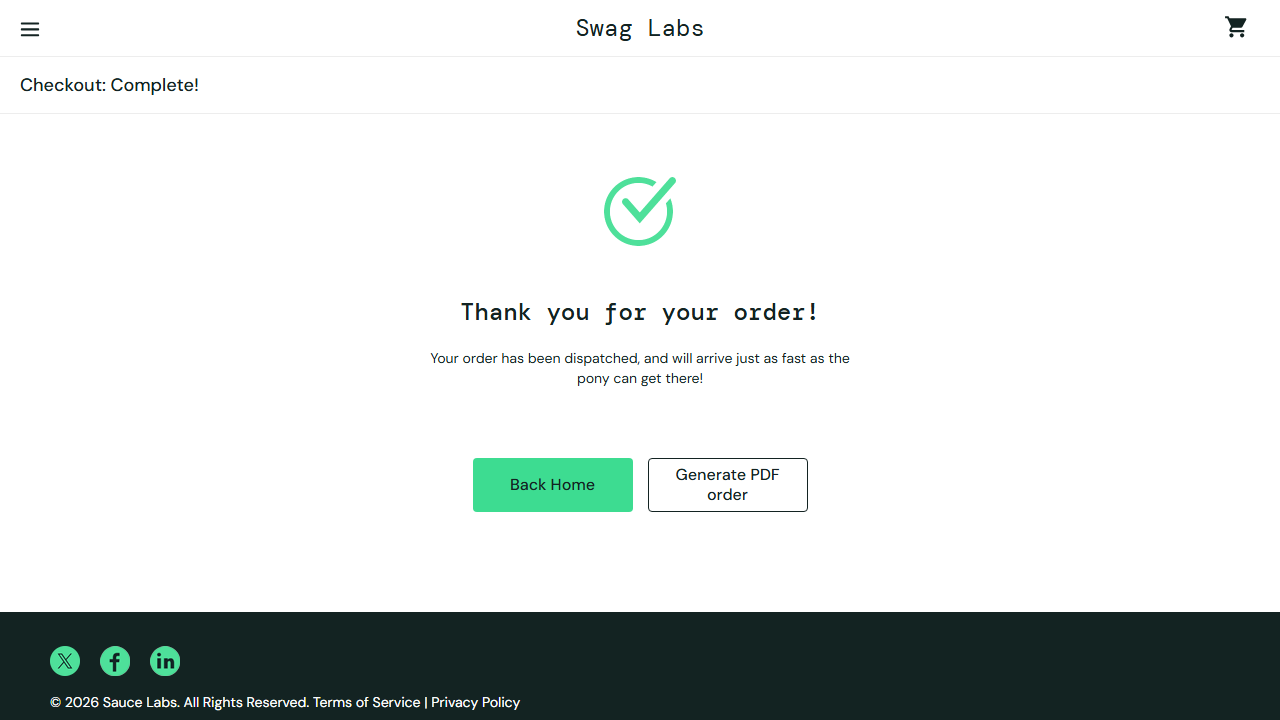 Swag Labs
Checkout: Complete!
Thank you for your order!
Your order has been dispatched, and will arrive just as fast as the
pony can get there!
Back Home
Generate PDF
order
© 2026 Sauce Labs. All Rights Reserved. Terms of Service | Privacy Policy